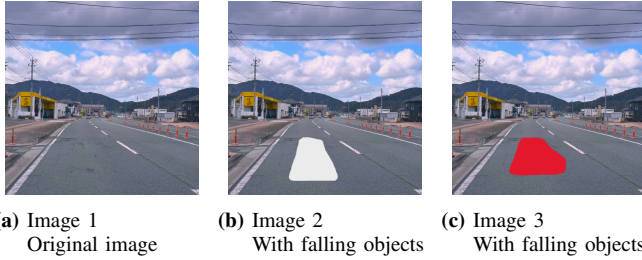 (a) Image 1
Original image
(b) Image 2
With falling objects
(c) Image 3
With falling objects